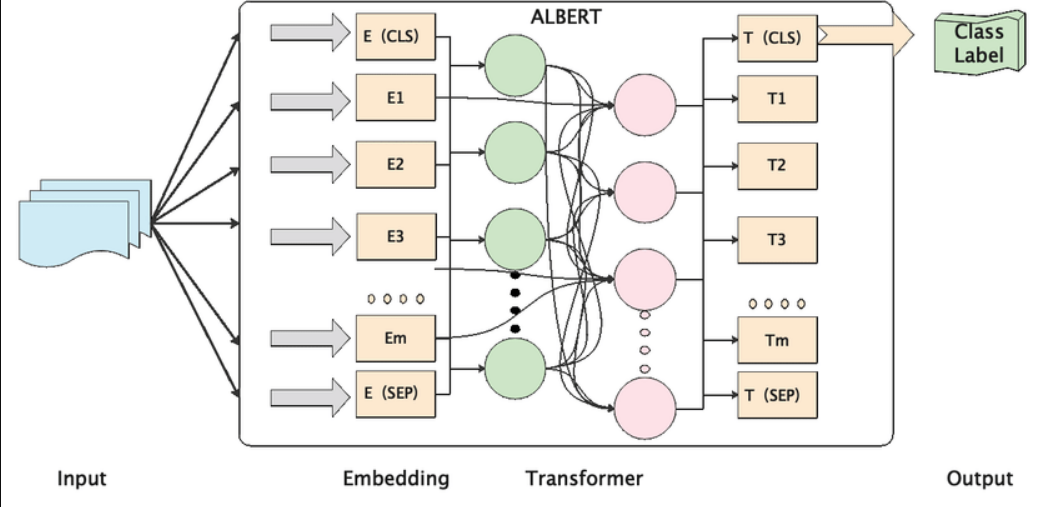 ALBERT
E (CLS)
T (CLS)
Class
Label
E1
T1
E2
T2
E3
T3
Em
Tm
E (SEP)
T (SEP)
Input
Embedding
Transformer
Output